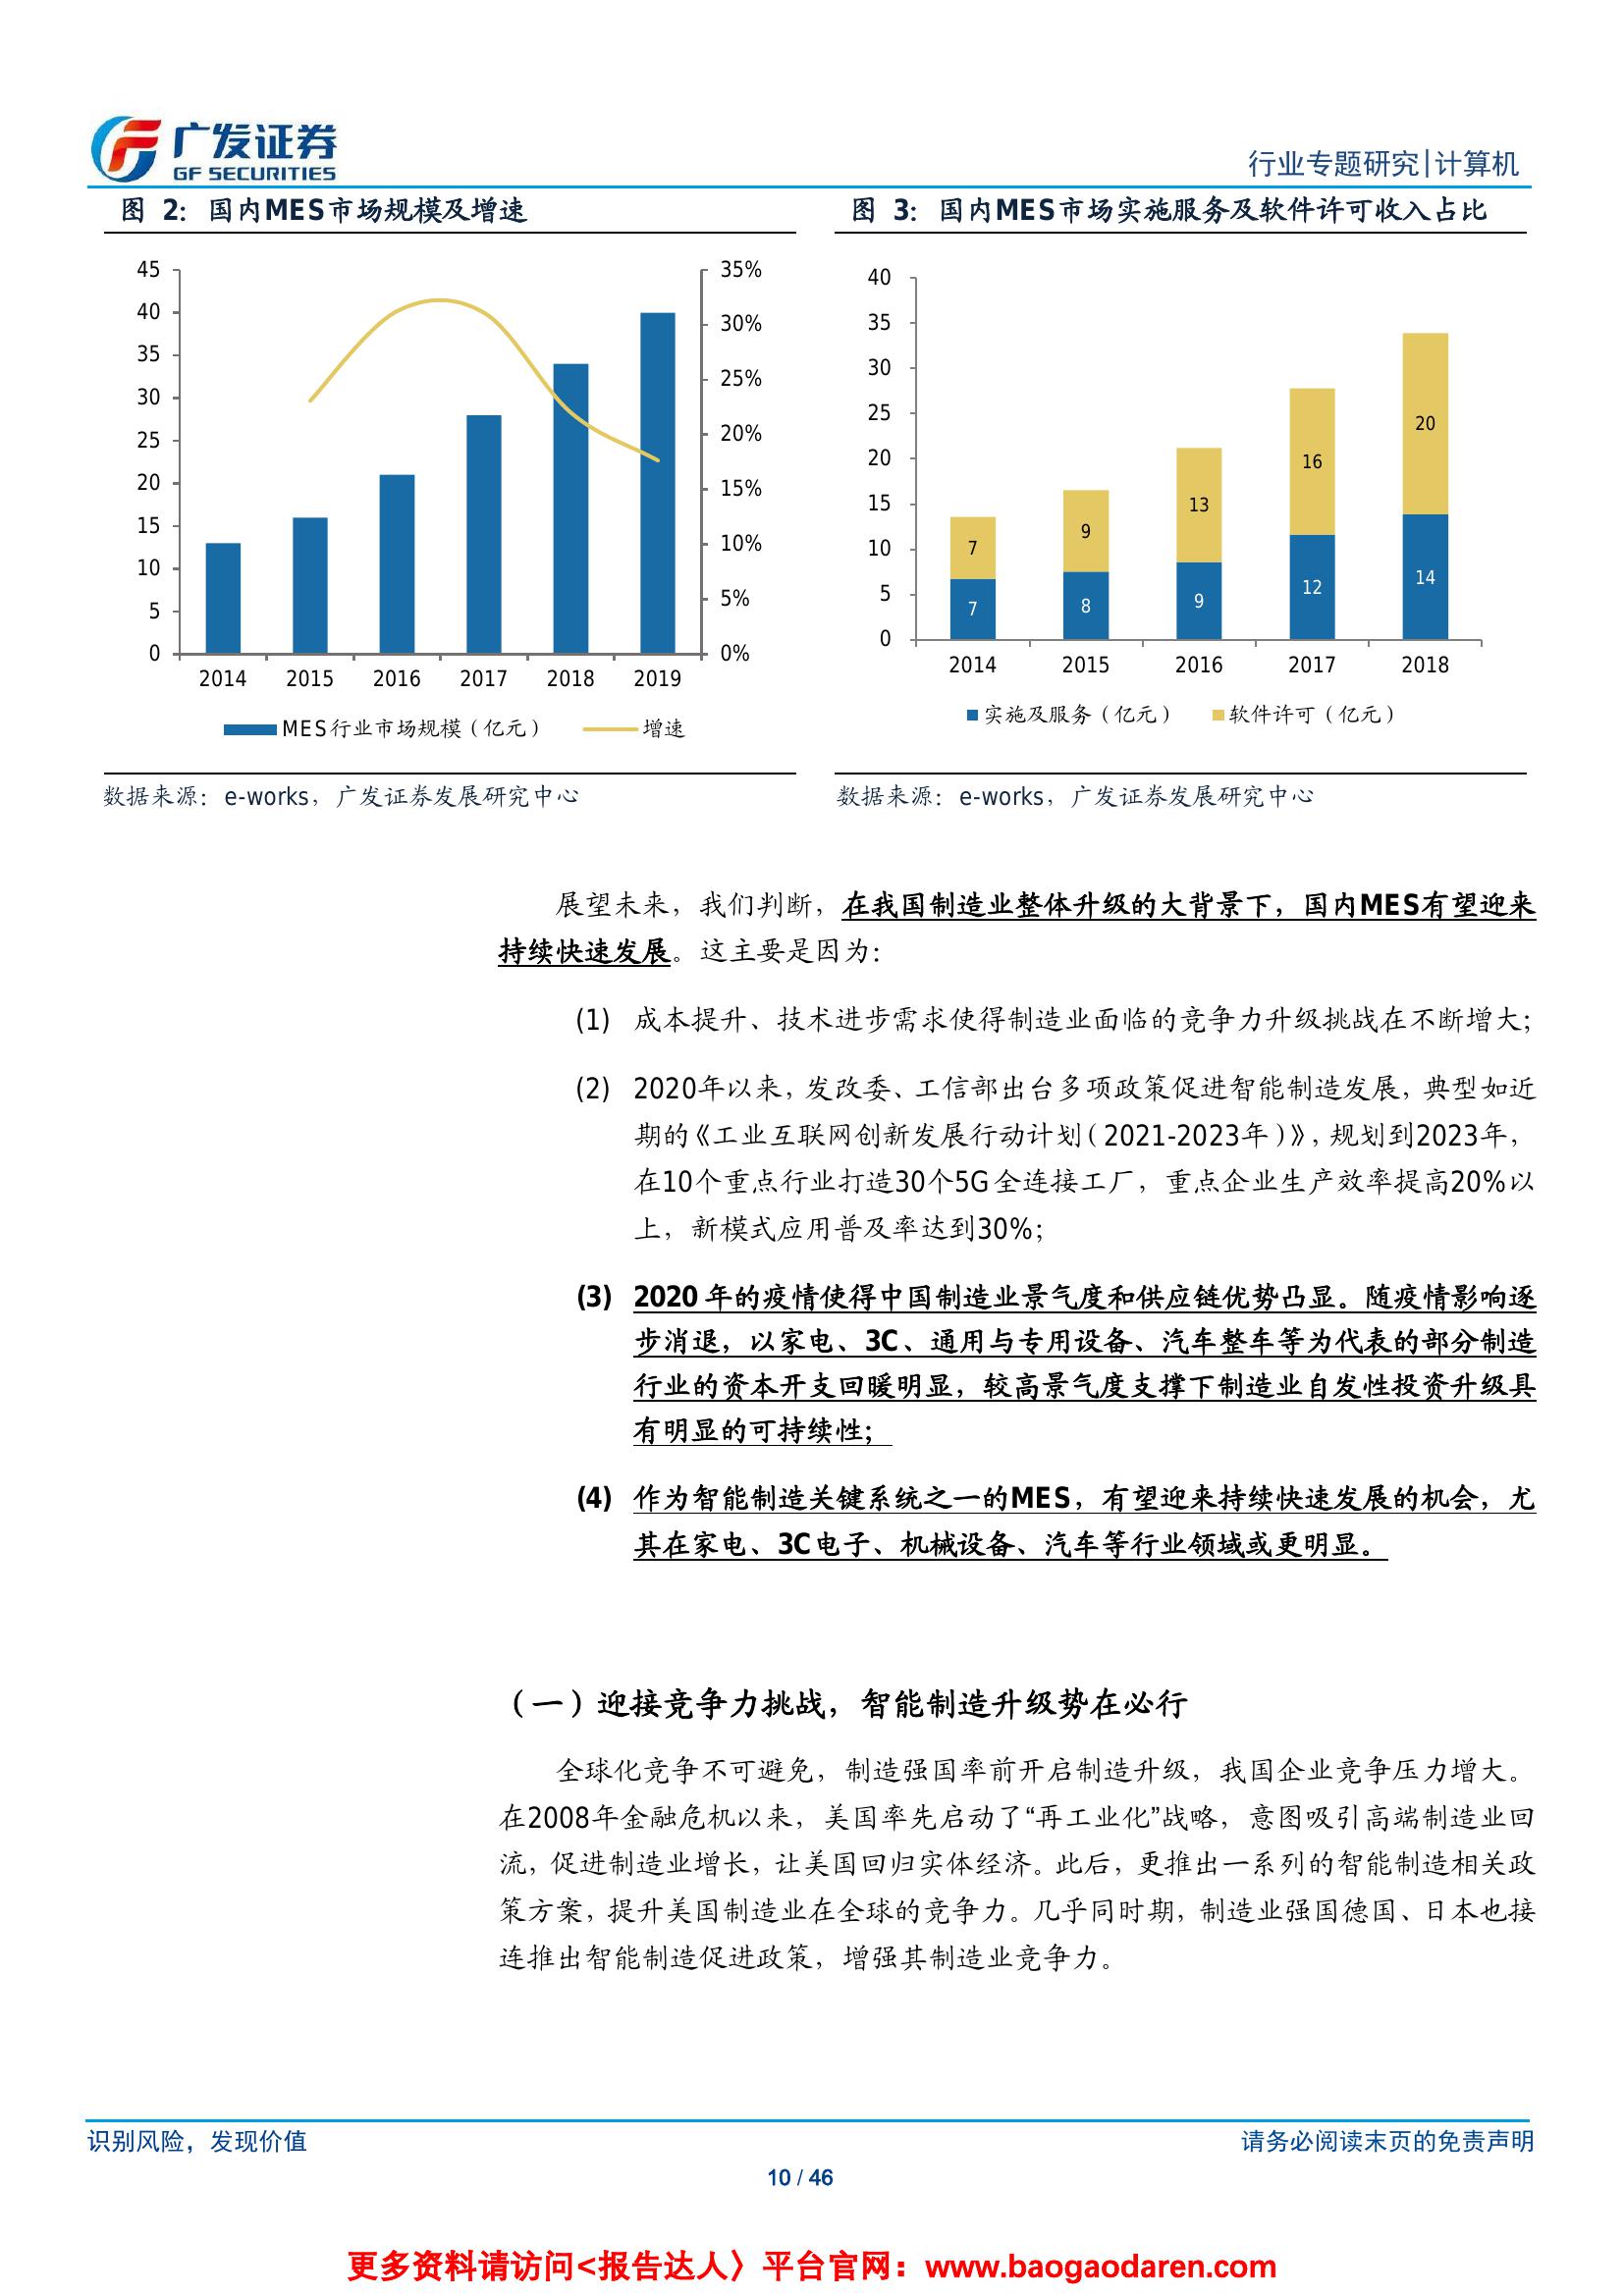 广发证券
GF SECURITIES
行业专题研究|计算机
图 2：国内MES市场规模及增速
45
40
35
30
25
20
15
10
5
0
35%
30%
25%
20%
15%
10%
5%
0%
2014 2015 2016 2017 2018 2019
MES行业市场规模（亿元） 增速
数据来源：e-works，广发证券发展研究中心
图 3：国内MES市场实施服务及软件许可收入占比
40
35
30
25
20
15
10
5
0
7 9 13 16 20
7 8 9 12 14
2014 2015 2016 2017 2018
实施及服务（亿元） 软件许可（亿元）
数据来源：e-works，广发证券发展研究中心
展望未来，我们判断，在我国制造业整体升级的大背景下，国内MES有望迎来
持续快速发展。这主要是因为：
(1) 成本提升、技术进步需求使得制造业面临的竞争力升级挑战在不断增大；
(2) 2020年以来，发改委、工信部出台多项政策促进智能制造发展，典型如近
期的《工业互联网创新发展行动计划（2021-2023年）》，规划到2023年，
在10个重点行业打造30个5G全连接工厂，重点企业生产效率提高20%以
上，新模式应用普及率达到30%；
(3) 2020年的疫情使得中国制造业景气度和供应链优势凸显。随疫情影响逐
步消退，以家电、3C、通用与专用设备、汽车整车等为代表的部分制造
行业的资本开支回暖明显，较高景气度支撑下制造业自发性投资升级具
有明显的可持续性；
(4) 作为智能制造关键系统之一的MES，有望迎来持续快速发展的机会，尤
其在家电、3C电子、机械设备、汽车等行业领域或更明显。
（一）迎接竞争力挑战，智能制造升级势在必行
全球化竞争不可避免，制造强国率前开启制造升级，我国企业竞争压力增大。
在2008年金融危机以来，美国率先启动了“再工业化”战略，意图吸引高端制造业回
流，促进制造业增长，让美国回归实体经济。此后，更推出一系列的智能制造相关政
策方案，提升美国制造业在全球的竞争力。几乎同时期，制造业强国德国、日本也接
连推出智能制造促进政策，增强其制造业竞争力。
识别风险，发现价值
请务必阅读末页的免责声明
10 / 46
更多资料请访问<报告达人〉平台官网：www.baogaodaren.com